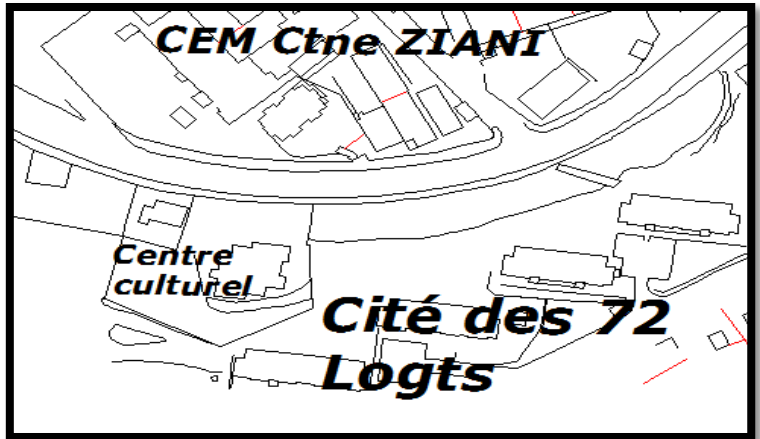 CEM Ctne ZIANI
Centre
culturel
Cité des 72
Logts